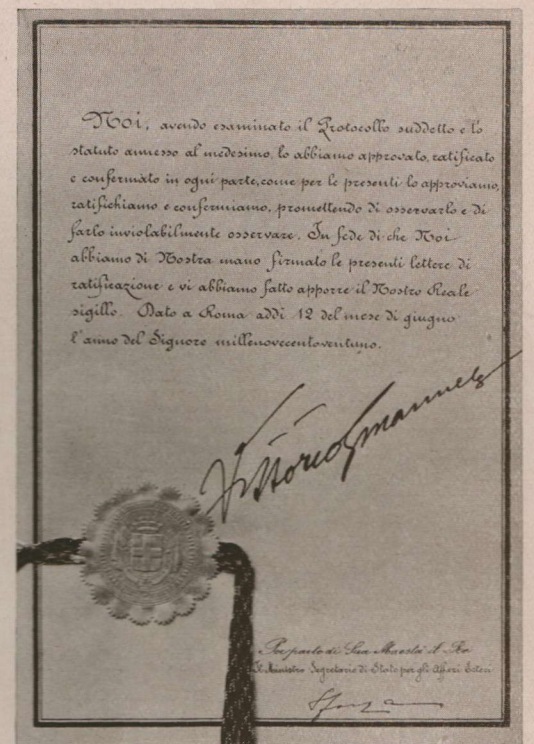 Noi, avendo esaminato il Protocollo suddetto e lo
statuto annesso al medesimo, lo abbiamo approvato, ratificato
e confermato in ogni parte, come per le presenti lo approviamo,
ratifichiamo e confermiamo, promettendo di osservarlo e di
farlo inviolabilmente osservare. In fede di che Noi
abbiamo di Nostra mano firmato le presenti lettere di
ratificazione e vi abbiamo fatto apporre il Nostro Reale
sigillo. Dato a Roma addì 12 del mese di giugno
l'anno del Signore millenovecentoventuno.
Vittorio Emanuele
Per parte di Sua Maestà il Re
Il Ministro Segretario di Stato per gli Affari Esteri
Sforza